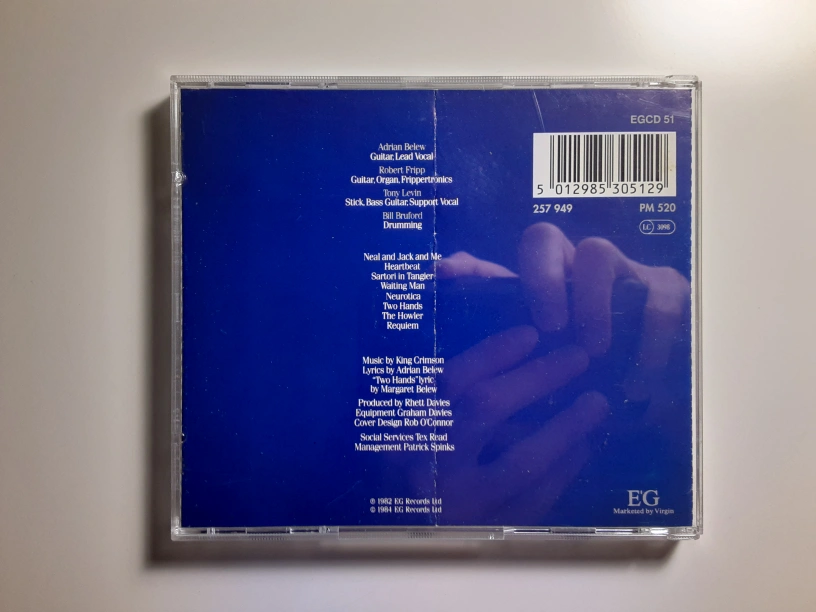 Adrian Belew
Guitar, Lead Vocal
Robert Fripp
Guitar, Organ, Frippertronics
Tony Levin
Stick, Bass Guitar, Support Vocal
Bill Bruford
Drumming
Neal and Jack and Me
Heartbeat
Sartori in Tangier
Waiting Man
Neurotica
Two Hands
The Howler
Requiem
Music by King Crimson
Lyrics by Adrian Belew
"Two Hands" lyric
by Margaret Belew
Produced by Rhett Davies
Equipment Graham Davies
Cover Design Rob O'Connor
Social Services Tex Read
Management Patrick Spinks
℗ 1982 EG Records Ltd
© 1984 EG Records Ltd
EGCD 51
5 012985 305129
257 949 PM 520
LC 3098
E'G
Marketed by Virgin